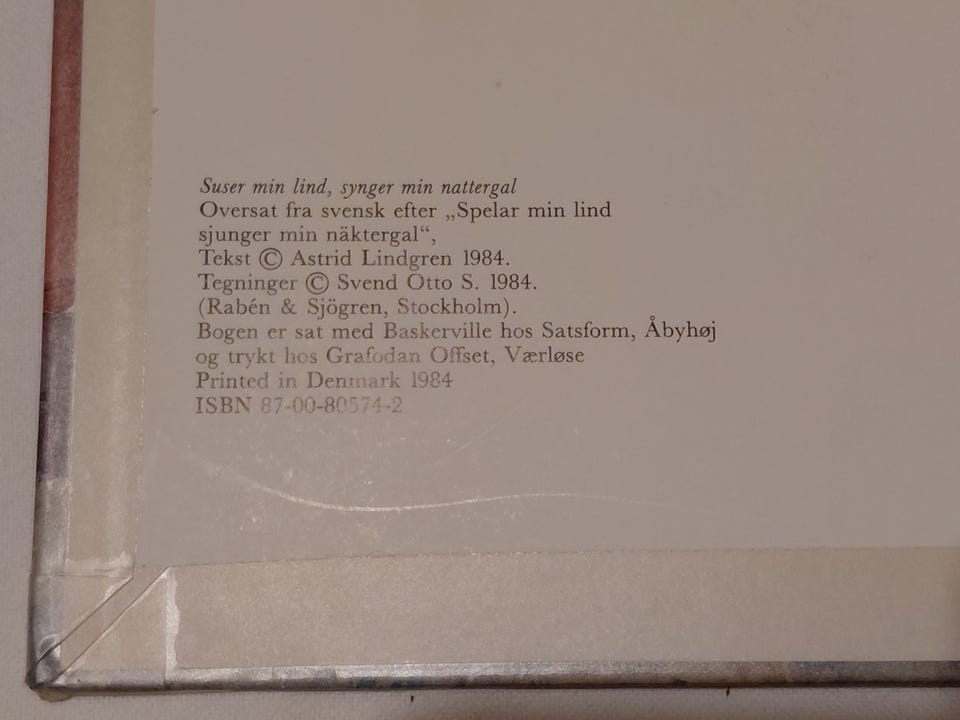 Suser min lind, synger min nattergal
Oversat fra svensk efter „Spelar min lind
sjunger min näktergal“,
Tekst © Astrid Lindgren 1984.
Tegninger © Svend Otto S. 1984.
(Rabén & Sjögren, Stockholm).
Bogen er sat med Baskerville hos Satsform, Åbyhøj
og trykt hos Grafodan Offset, Værløse
Printed in Denmark 1984
ISBN 87-00-80574-2